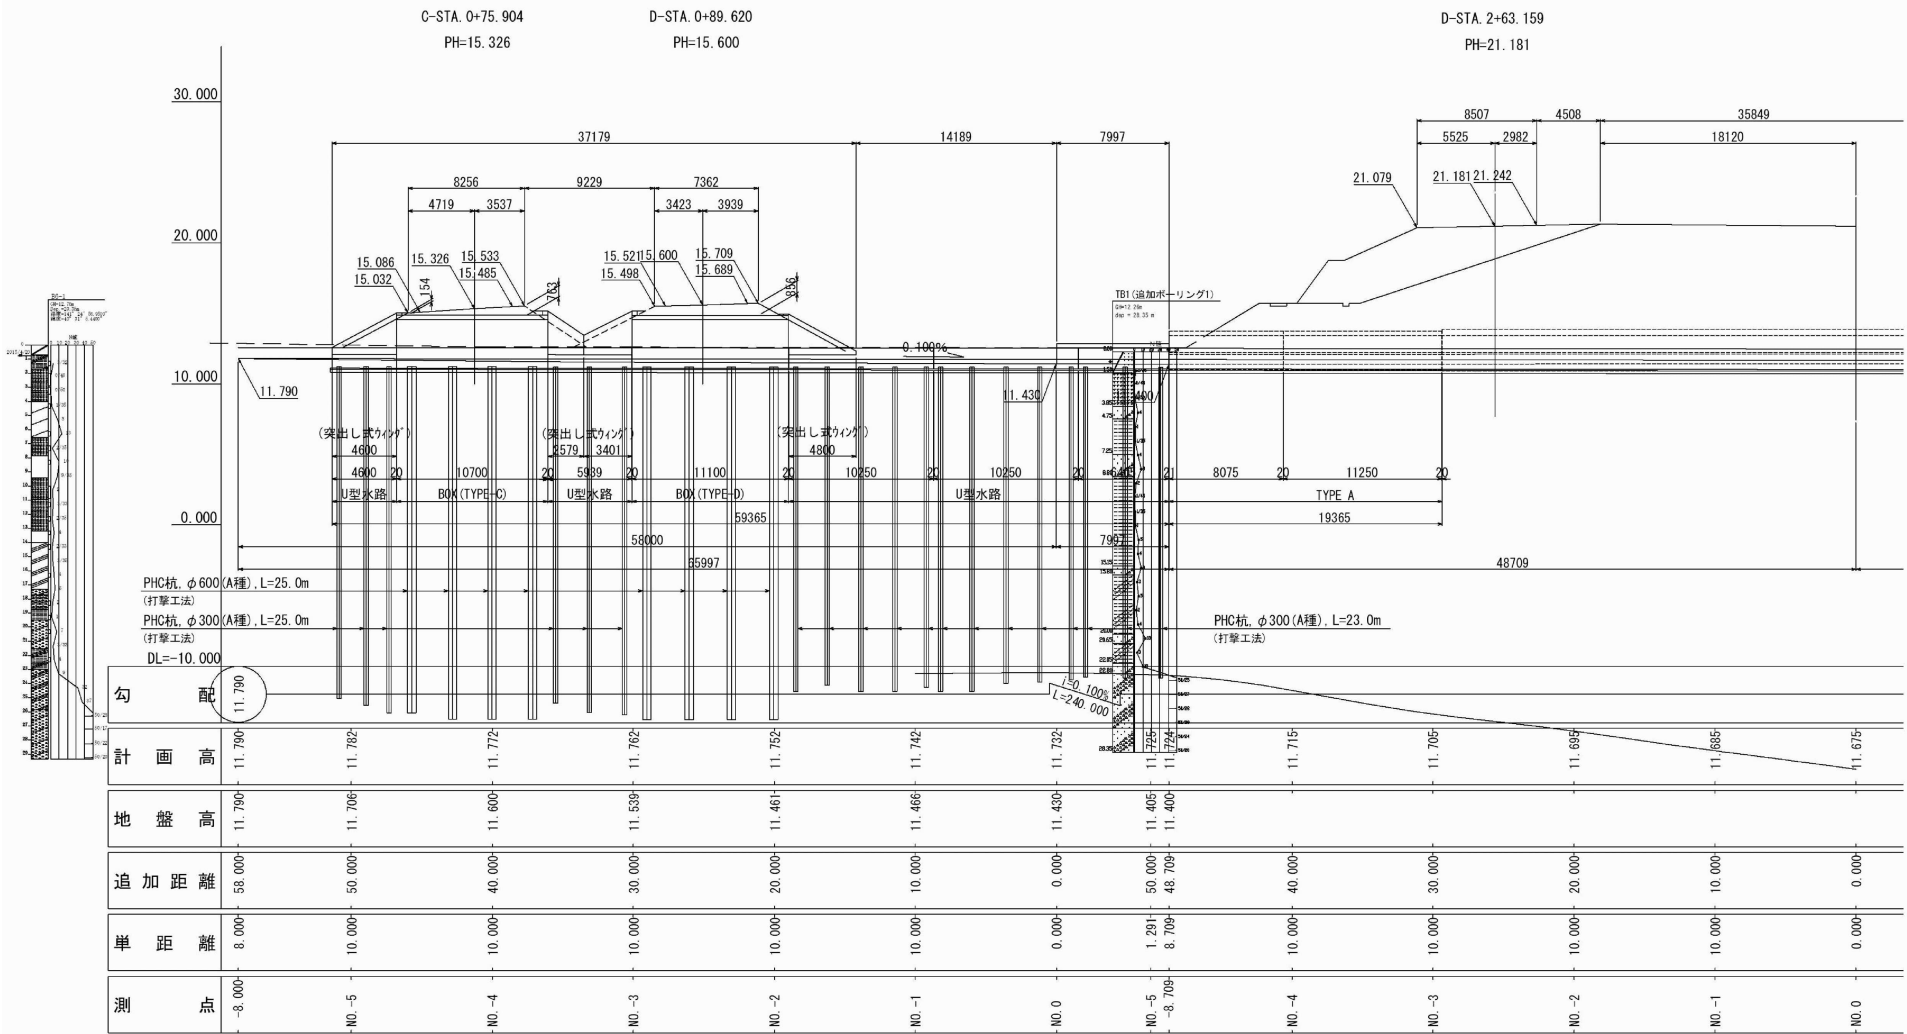 C-STA. 0+75.904
PH=15.326
D-STA. 0+89.620
PH=15.600
D-STA. 2+63.159
PH=21.181
30.000
20.000
10.000
0.000
DL=-10.000
37179
14189
7997
8256
9229
7362
4719
3537
3423
3939
8507
4508
35849
5525
2982
18120
21.079
21.181
21.242
15.086
15.032
15.326
15.533
15.485
154
763
15.521
15.498
15.600
15.709
15.689
856
TB1(追加ボーリング1)
0.100%
11.790
11.430
(突出し式ウィング)
(突出し式ウィング)
(突出し式ウィング)
4600
2579
3401
4800
4600
20
10700
20
5939
20
11100
20
10250
20
10250
20
21
8075
20
11250
20
U型水路
BOX(TYPE-C)
U型水路
BOX(TYPE-D)
U型水路
TYPE A
59365
19365
58000
7997
65997
48709
PHC杭, φ600(A種), L=25.0m
(打撃工法)
PHC杭, φ300(A種), L=25.0m
(打撃工法)
PHC杭, φ300(A種), L=23.0m
(打撃工法)
勾配
11.790
i=0.100%
L=240.000
計画高
11.790
11.782
11.772
11.762
11.752
11.742
11.732
11.725
11.724
11.715
11.705
11.695
11.685
11.675
地盤高
11.790
11.706
11.600
11.539
11.461
11.466
11.430
11.405
11.400
追加距離
58.000
50.000
40.000
30.000
20.000
10.000
0.000
50.000
48.709
40.000
30.000
20.000
10.000
0.000
単距離
8.000
10.000
10.000
10.000
10.000
10.000
0.000
1.291
8.709
10.000
10.000
10.000
10.000
0.000
測点
-8.000
NO.-5
NO.-4
NO.-3
NO.-2
NO.-1
NO.0
NO.-5
-8.709
NO.-4
NO.-3
NO.-2
NO.-1
NO.0